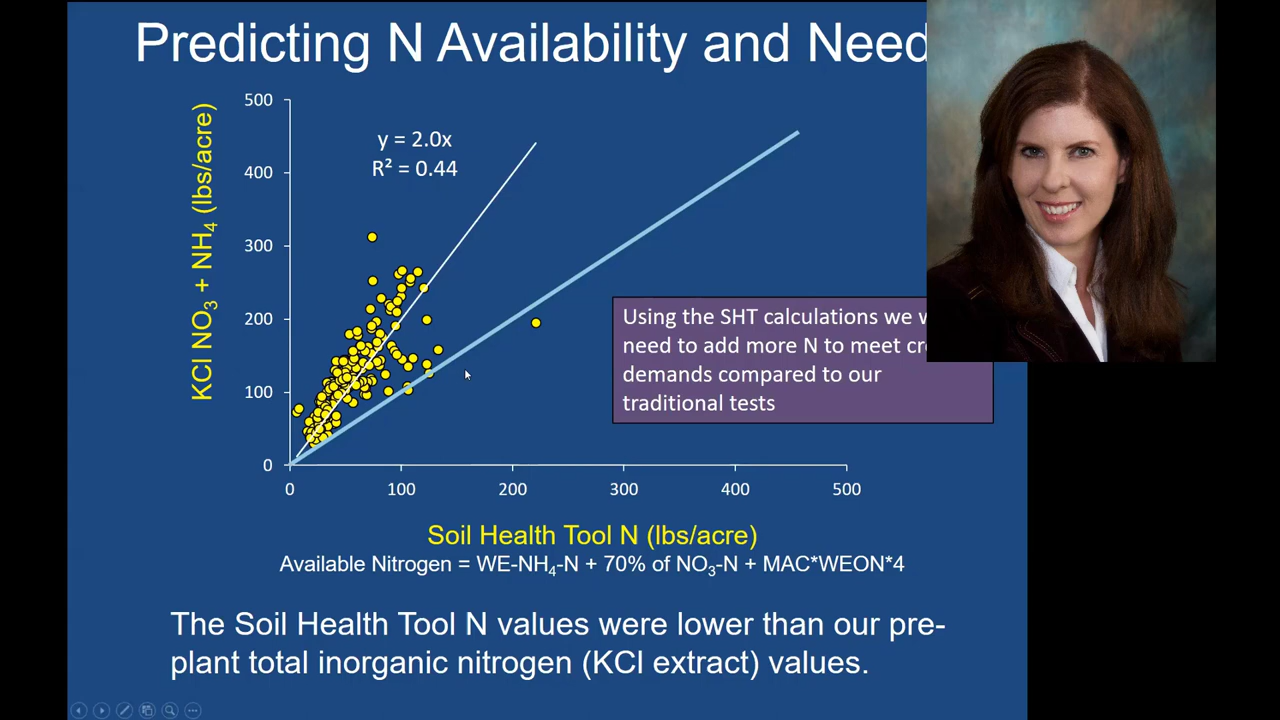 Predicting N Availability and Need
500
400
300
200
100
0
KCl NO₃ + NH₄ (lbs/acre)
y = 2.0x
R² = 0.44
Using the SHT calculations we
need to add more N to meet
demands compared to our
traditional tests
0 100 200 300 400 500
Soil Health Tool N (lbs/acre)
Available Nitrogen = WE-NH₄-N + 70% of NO₃-N + MAC*WEON*4
The Soil Health Tool N values were lower than our pre-
plant total inorganic nitrogen (KCl extract) values.